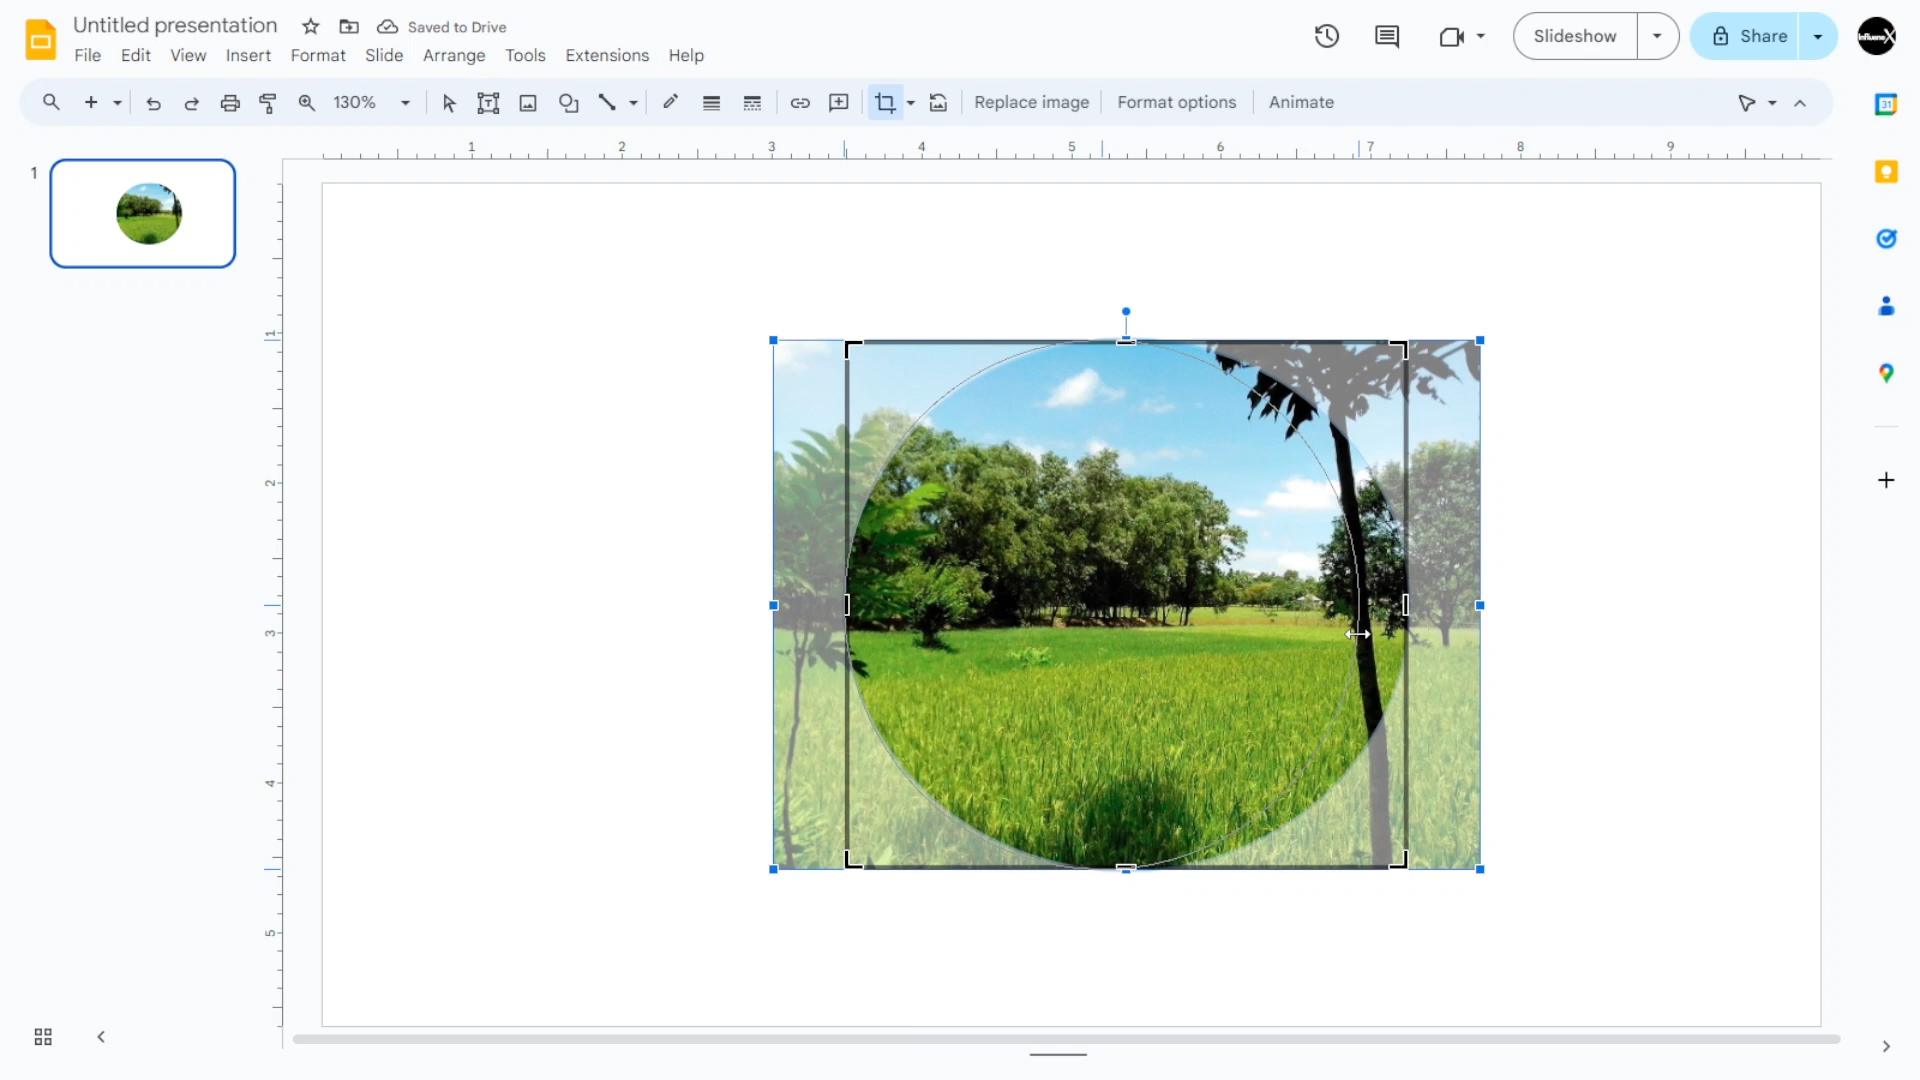 Untitled presentation
Saved to Drive
File Edit View Insert Format Slide Arrange Tools Extensions Help
Slideshow
Share
InfluencX
130%
Replace image
Format options
Animate
31
1 2 3 4 5 6 7 8 9
1
1
2
3
4
5